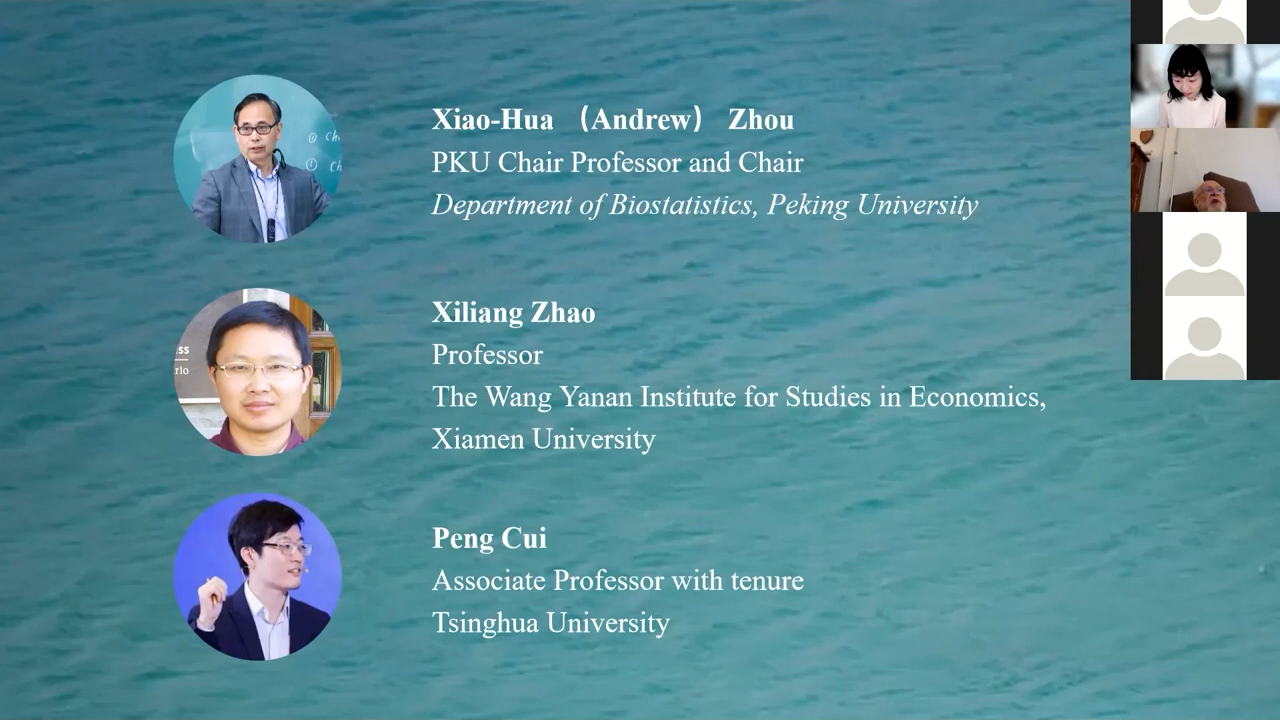 Xiao-Hua （Andrew） Zhou
PKU Chair Professor and Chair
Department of Biostatistics, Peking University
Xiliang Zhao
Professor
The Wang Yanan Institute for Studies in Economics,
Xiamen University
Peng Cui
Associate Professor with tenure
Tsinghua University